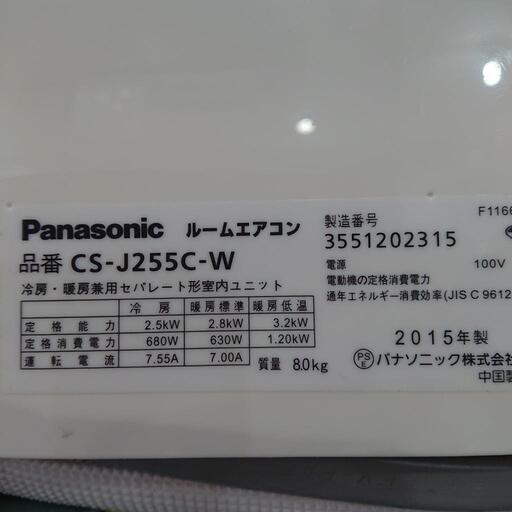 F1166
Panasonic ルームエアコン
製造番号
3551202315
品番 CS-J255C-W
電源 100V
冷房・暖房兼用セパレート形室内ユニット
電動機の定格消費電力
通年エネルギー消費効率(JIS C 9612
冷房 暖房標準 暖房低温
定格能力 2.5kW 2.8kW 3.2kW
定格消費電力 680W 630W 1.20kW
運転電流 7.55A 7.00A
質量 8.0kg
2015年製
PSE パナソニック株式会
中国製